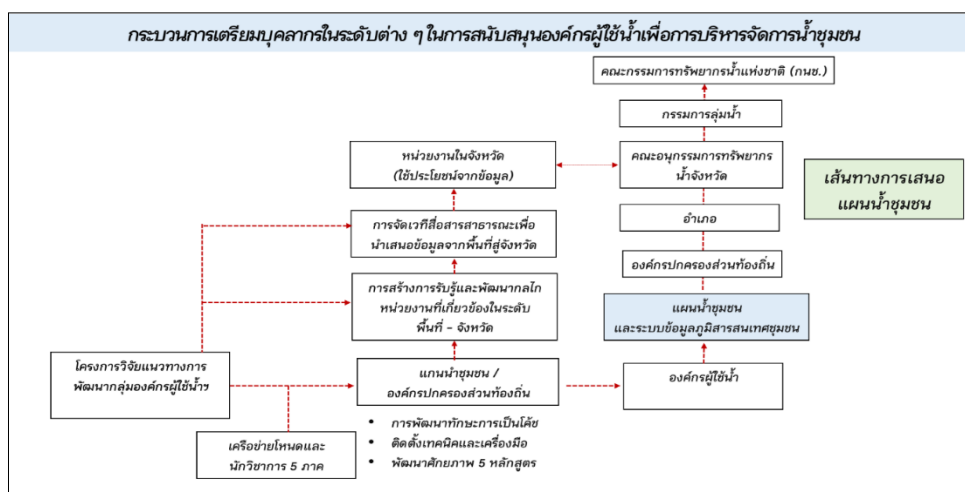 กระบวนการเตรียมบุคลากรในระดับต่าง ๆ ในการสนับสนุนองค์กรผู้ใช้น้ำเพื่อการบริหารจัดการน้ำชุมชน
คณะกรรมการทรัพยากรน้ำแห่งชาติ (กนช.)
กรรมการลุ่มน้ำ
หน่วยงานในจังหวัด
(ใช้ประโยชน์จากข้อมูล)
คณะอนุกรรมการทรัพยากร
น้ำจังหวัด
เส้นทางการเสนอ
แผนน้ำชุมชน
การจัดเวทีสื่อสารสาธารณะเพื่อ
นำเสนอข้อมูลจากพื้นที่สู่จังหวัด
อำเภอ
องค์กรปกครองส่วนท้องถิ่น
การสร้างการรับรู้และพัฒนากลไก
หน่วยงานที่เกี่ยวข้องในระดับ
พื้นที่ – จังหวัด
แผนน้ำชุมชน
และระบบข้อมูลภูมิสารสนเทศชุมชน
โครงการวิจัยแนวทางการ
พัฒนากลุ่มองค์กรผู้ใช้น้ำฯ
แกนนำชุมชน /
องค์กรปกครองส่วนท้องถิ่น
องค์กรผู้ใช้น้ำ
เครือข่ายโหนดและ
นักวิชาการ 5 ภาค
• การพัฒนาทักษะการเป็นโค้ช
• ติดตั้งเทคนิคและเครื่องมือ
• พัฒนาศักยภาพ 5 หลักสูตร